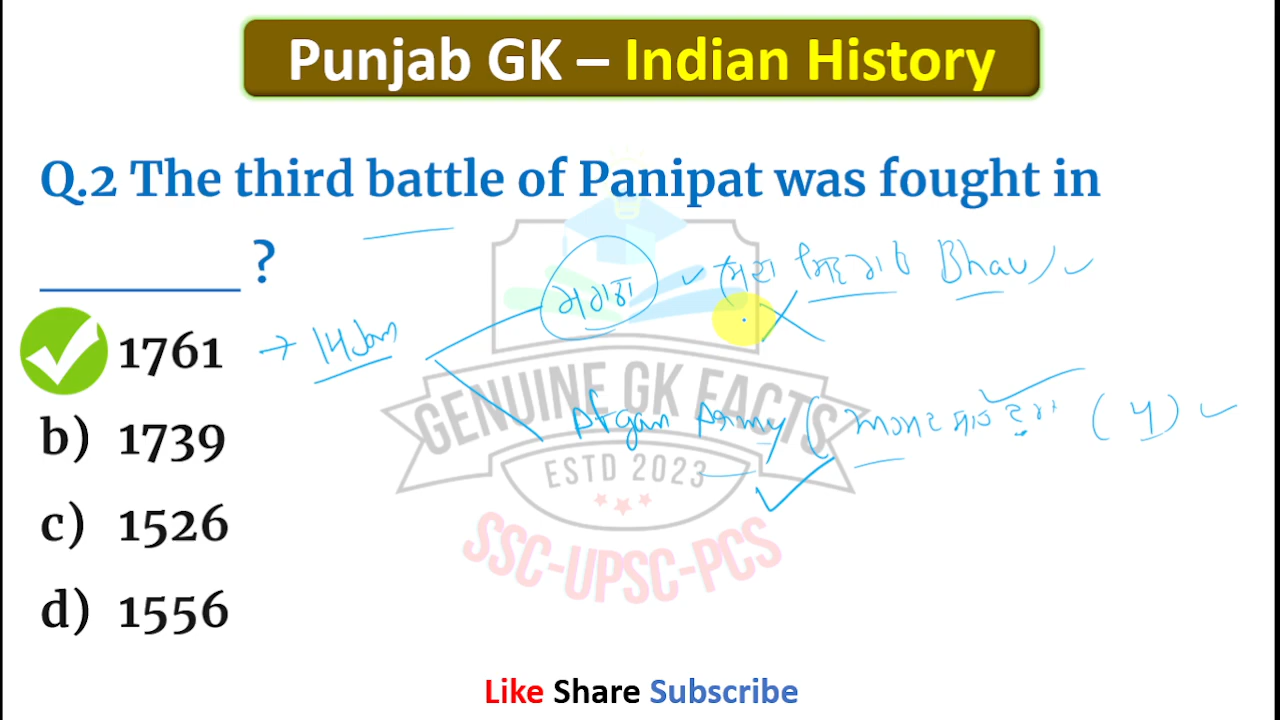 Punjab GK – Indian History
Q.2 The third battle of Panipat was fought in
__________ ?
1761 → 14 Jan
ਮਰਾਠਾ Bhau
Afgan Army (
b) 1739
c) 1526
d) 1556
GENUINE GK FACTS
ESTD 2023
SSC-UPSC-PCS
Like Share Subscribe